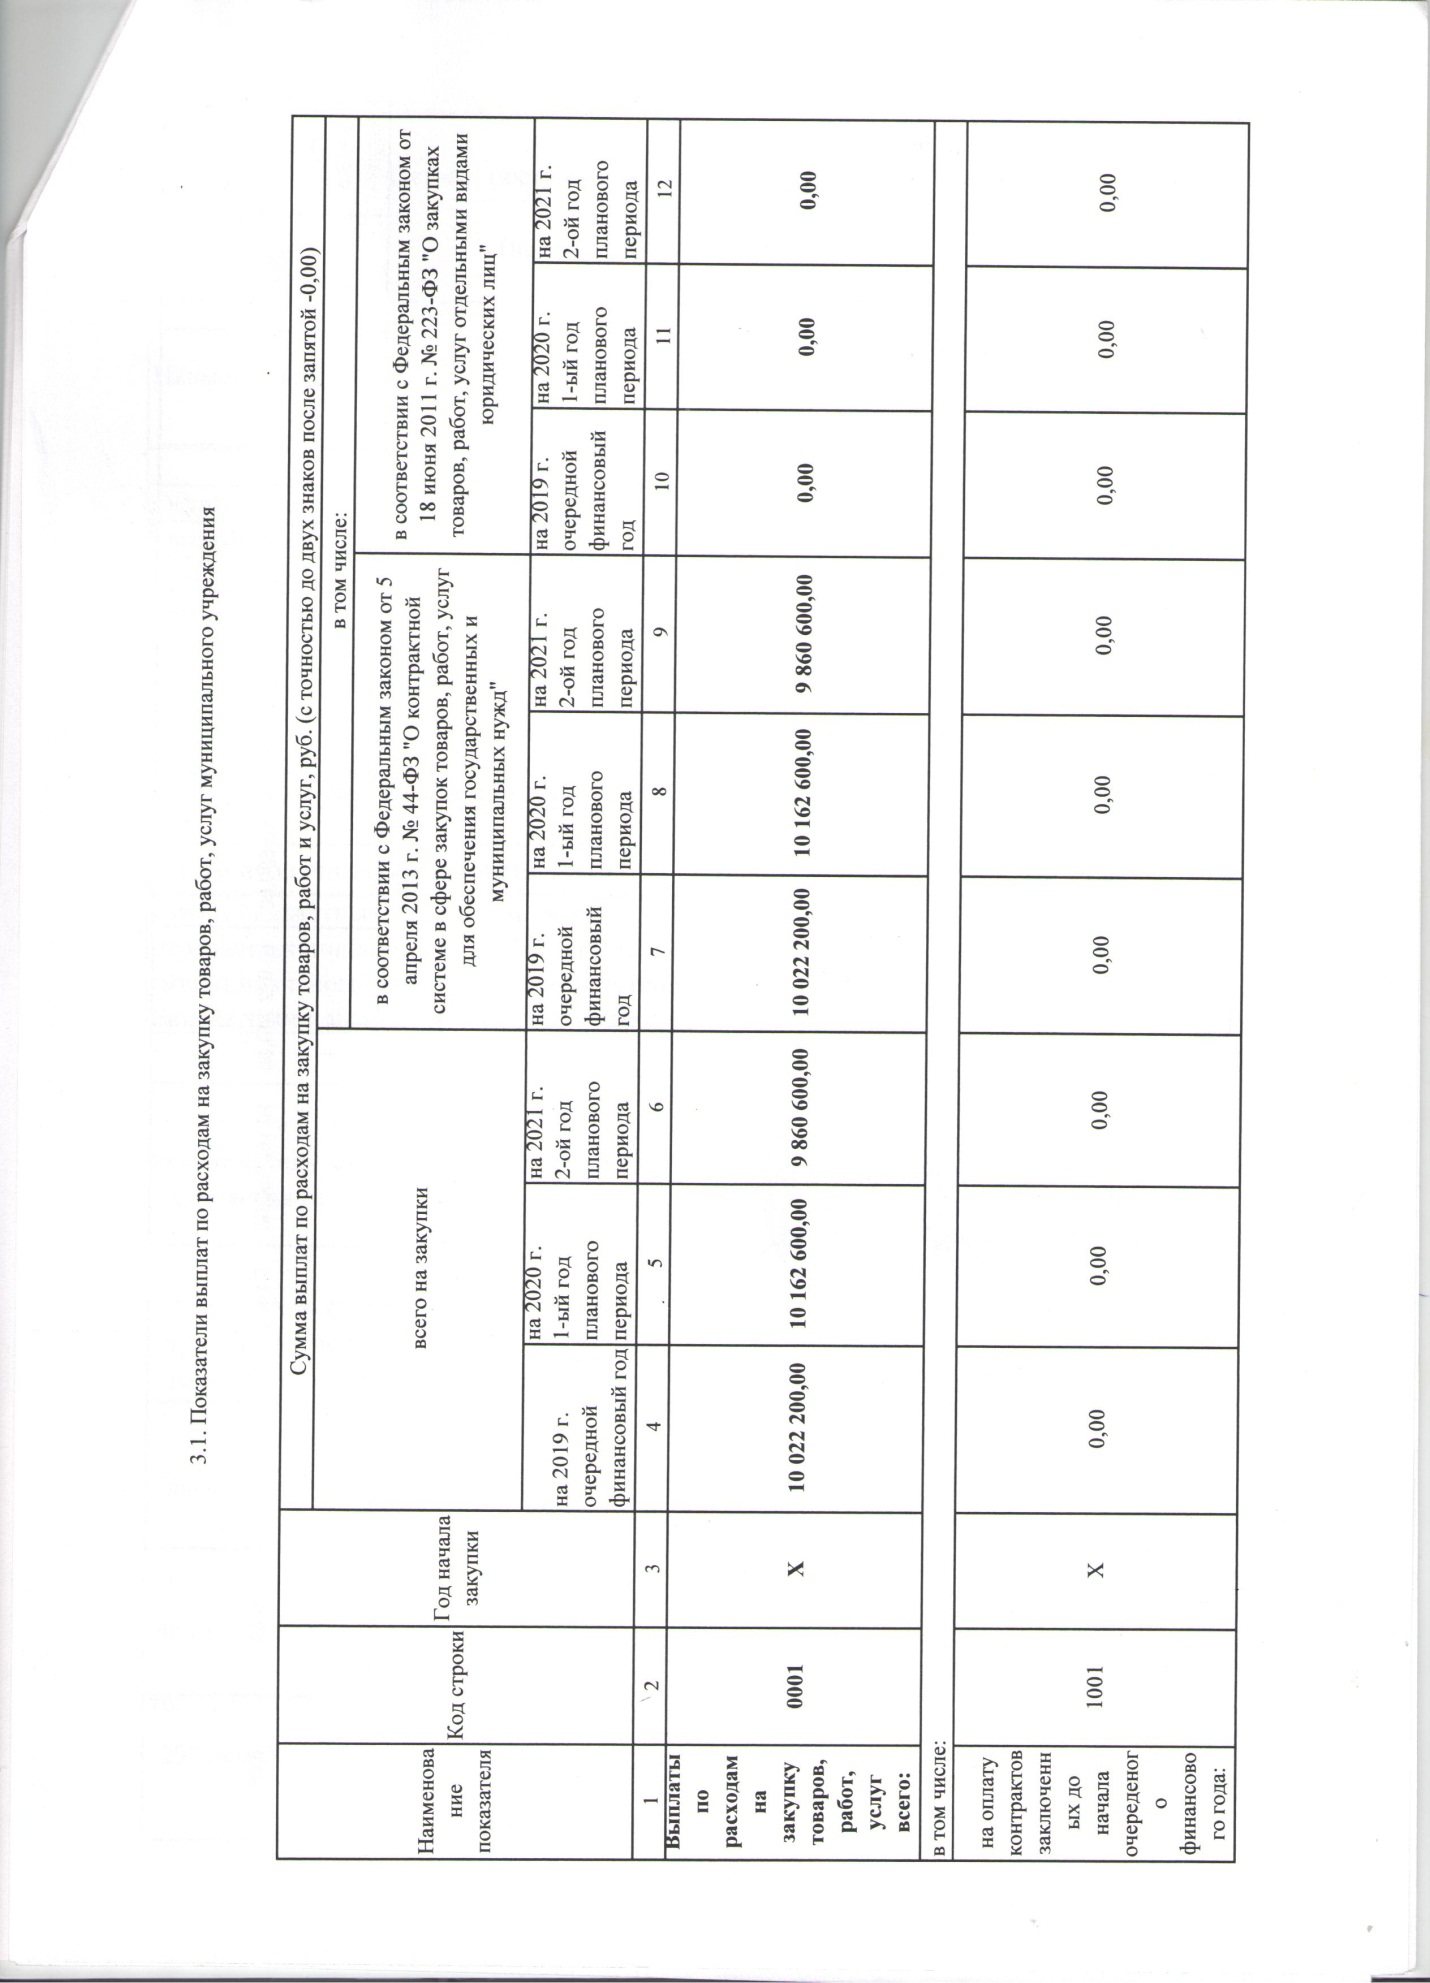 3.1. Показатели выплат по расходам на закупку товаров, работ, услуг муниципального учреждения
Наименова
ние
показателя
Код строки
Год начала
закупки
Сумма выплат по расходам на закупку товаров, работ и услуг, руб. (с точностью до двух знаков после запятой -0,00)
всего на закупки
в том числе:
в соответствии с Федеральным законом от 5
апреля 2013 г. № 44-ФЗ "О контрактной
системе в сфере закупок товаров, работ, услуг
для обеспечения государственных и
муниципальных нужд"
в соответствии с Федеральным законом от
18 июня 2011 г. № 223-ФЗ "О закупках
товаров, работ, услуг отдельными видами
юридических лиц"
на 2019 г.
очередной
финансовый год
на 2020 г.
1-ый год
планового
периода
на 2021 г.
2-ой год
планового
периода
на 2019 г.
очередной
финансовый
год
на 2020 г.
1-ый год
планового
периода
на 2021 г.
2-ой год
планового
периода
на 2019 г.
очередной
финансовый
год
на 2020 г.
1-ый год
планового
периода
на 2021 г.
2-ой год
планового
периода
1 2 3 4 5 6 7 8 9 10 11 12
Выплаты
по
расходам
на
закупку
товаров,
работ,
услуг
всего:
0001 X 10 022 200,00 10 162 600,00 9 860 600,00 10 022 200,00 10 162 600,00 9 860 600,00 0,00 0,00 0,00
в том числе:
на оплату
контрактов
заключенн
ых до
начала
очереденог
о
финансово
го года:
1001 X 0,00 0,00 0,00 0,00 0,00 0,00 0,00 0,00 0,00